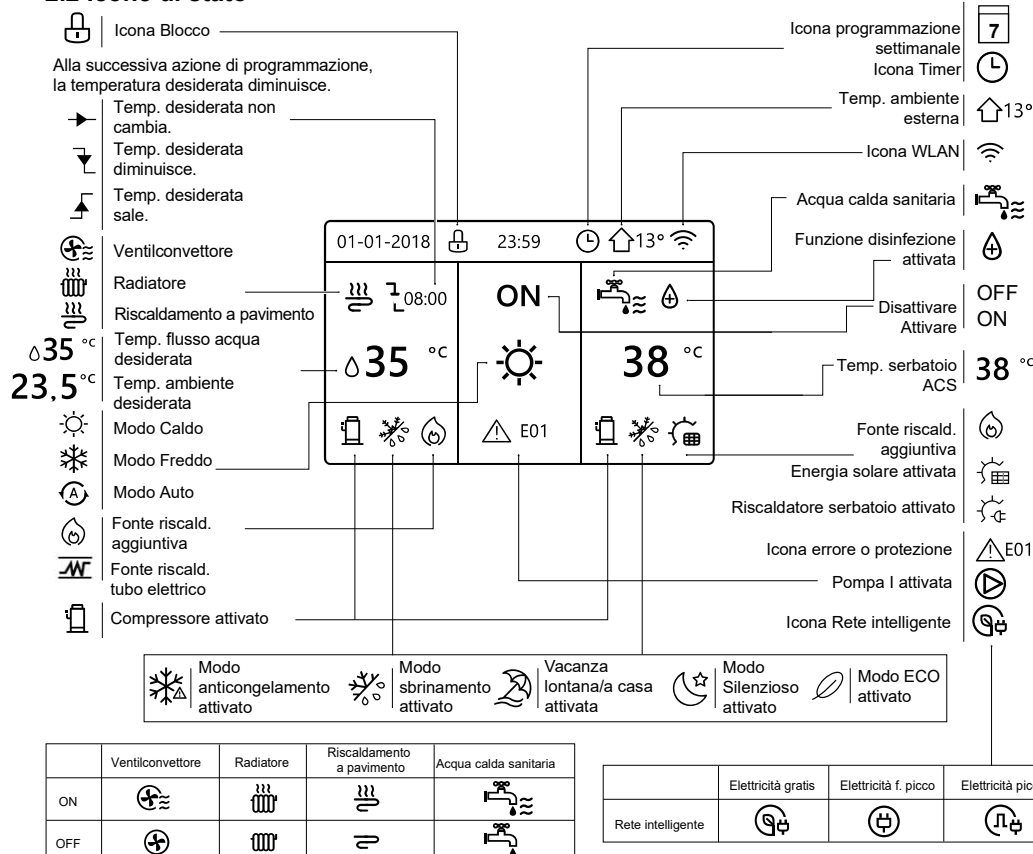 Icona Blocco
Alla successiva azione di programmazione,
la temperatura desiderata diminuisce.
Temp. desiderata non
cambia.
Temp. desiderata
diminuisce.
Temp. desiderata
sale.
Ventilconvettore
Radiatore
Riscaldamento a pavimento
35 °C
Temp. flusso acqua
desiderata
23,5°C
Temp. ambiente
desiderata
Modo Caldo
Modo Freddo
A
Modo Auto
Fonte riscald.
aggiuntiva
Fonte riscald.
tubo elettrico
Compressore attivato
01-01-2018
23:59
13°
08:00
35 °C
ON
E01
38 °C
Icona programmazione
settimanale
7
Icona Timer
Temp. ambiente
esterna
13°
Icona WLAN
Acqua calda sanitaria
Funzione disinfezione
attivata
Disattivare
OFF
Attivare
ON
Temp. serbatoio
ACS
38 °C
Fonte riscald.
aggiuntiva
Energia solare attivata
Riscaldatore serbatoio attivato
Icona errore o protezione
E01
Pompa I attivata
Icona Rete intelligente
Modo
anticongelamento
attivato
Modo
sbrinamento
attivato
Vacanza
lontana/a casa
attivata
Modo
Silenzioso
attivato
Modo ECO
attivato
Ventilconvettore
Radiatore
Riscaldamento
a pavimento
Acqua calda sanitaria
ON
OFF
Elettricità gratis
Elettricità f. picco
Elettricità
Rete intelligente